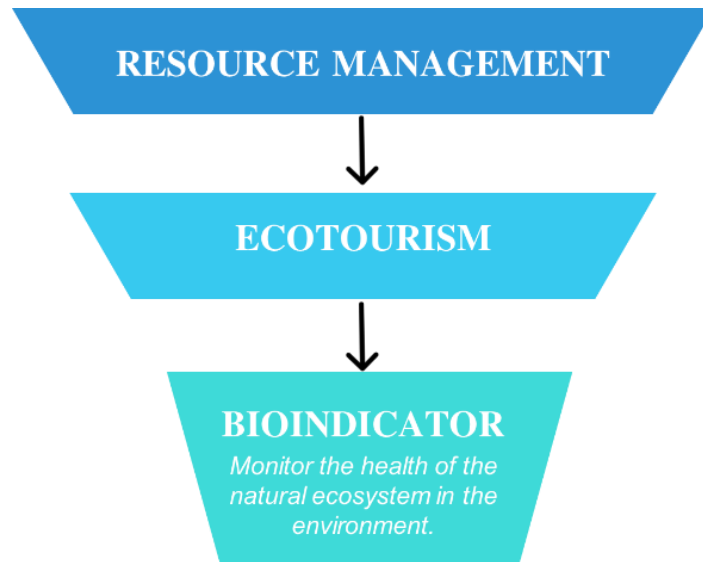 RESOURCE MANAGEMENT
ECOTOURISM
BIOINDICATOR
Monitor the health of the
natural ecosystem in the
environment.